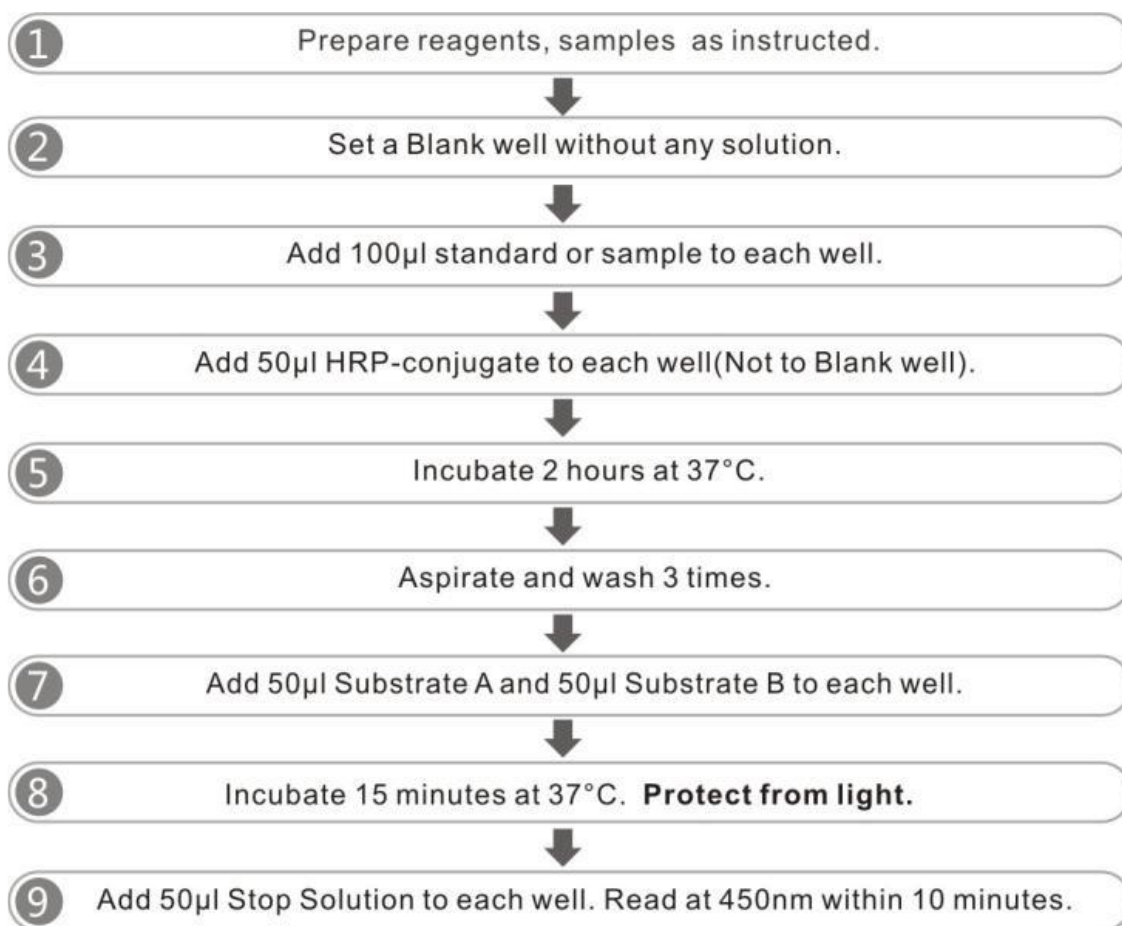 1 Prepare reagents, samples as instructed.
2 Set a Blank well without any solution.
3 Add 100µl standard or sample to each well.
4 Add 50µl HRP-conjugate to each well(Not to Blank well).
5 Incubate 2 hours at 37°C.
6 Aspirate and wash 3 times.
7 Add 50µl Substrate A and 50µl Substrate B to each well.
8 Incubate 15 minutes at 37°C. Protect from light.
9 Add 50µl Stop Solution to each well. Read at 450nm within 10 minutes.